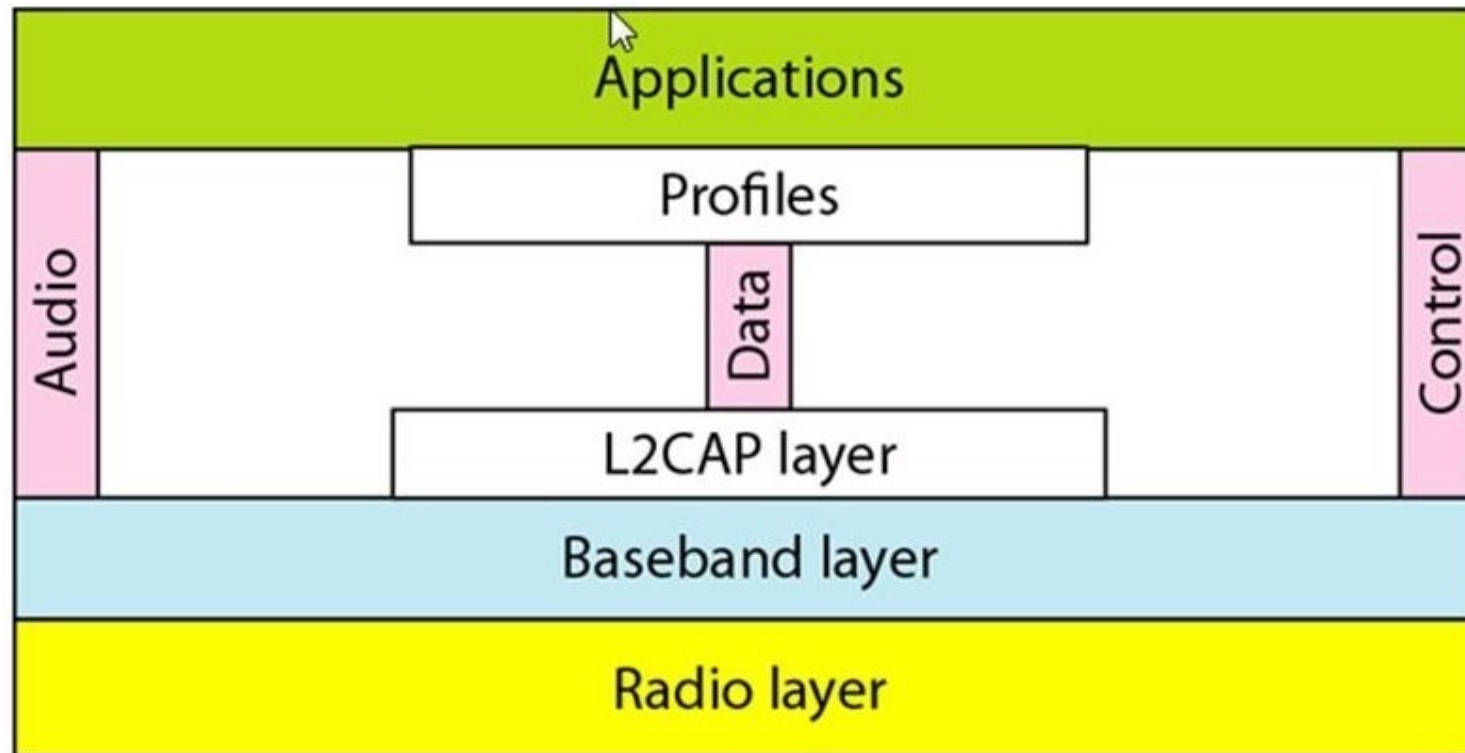 Applications
Profiles
Audio
Data
Control
L2CAP layer
Baseband layer
Radio layer